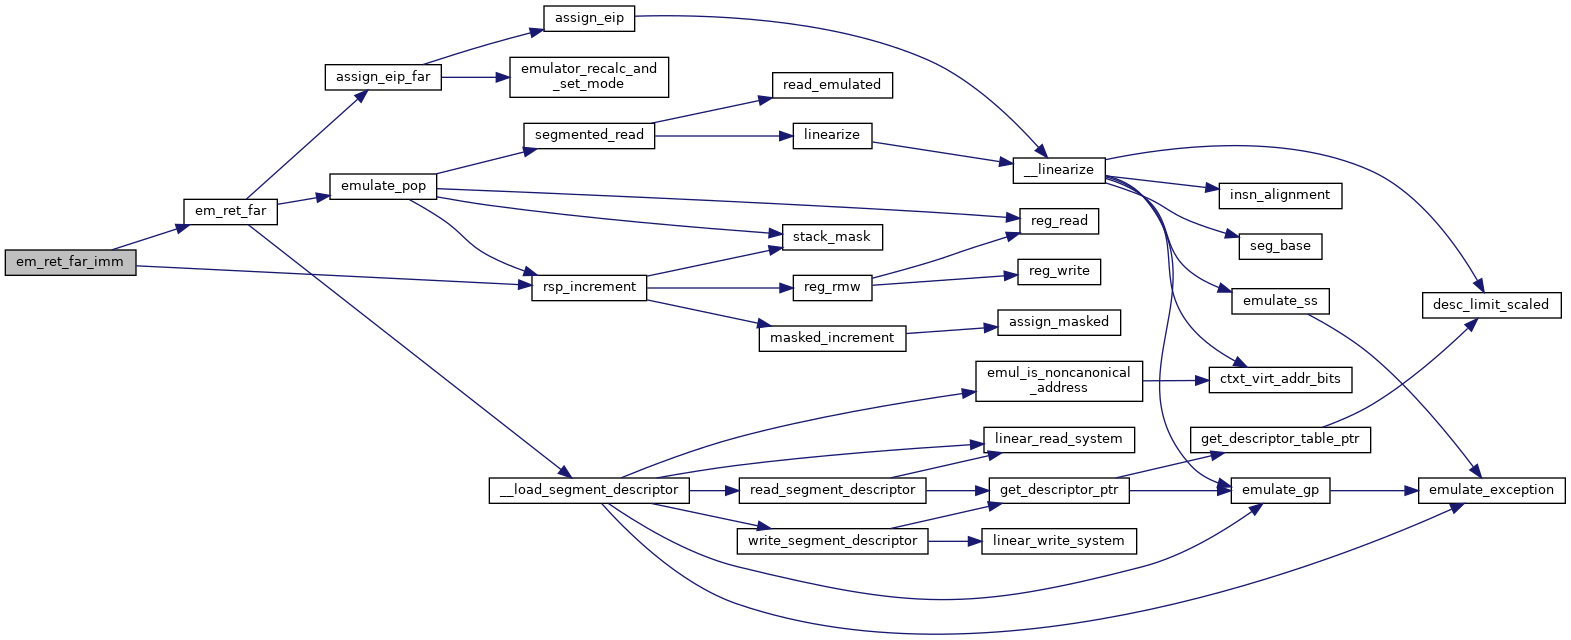 assign_eip
assign_eip_far
emulator_recalc_and
_set_mode
read_emulated
segmented_read
linearize
__linearize
emulate_pop
insn_alignment
em_ret_far
reg_read
stack_mask
seg_base
em_ret_far_imm
rsp_increment
reg_rmw
reg_write
emulate_ss
desc_limit_scaled
masked_increment
assign_masked
emul_is_noncanonical
_address
ctxt_virt_addr_bits
linear_read_system
get_descriptor_table_ptr
__load_segment_descriptor
read_segment_descriptor
get_descriptor_ptr
emulate_gp
emulate_exception
write_segment_descriptor
linear_write_system